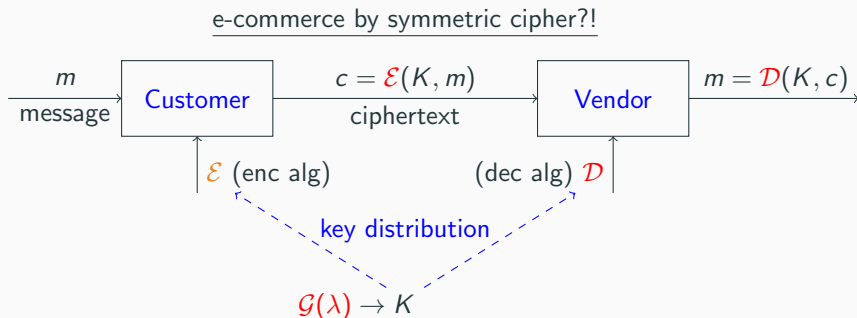 e-commerce by symmetric cipher?!
m
message
Customer
c = ℰ(K, m)
ciphertext
Vendor
m = 𝒟(K, c)
ℰ (enc alg)
(dec alg) 𝒟
key distribution
𝒢(λ) → K